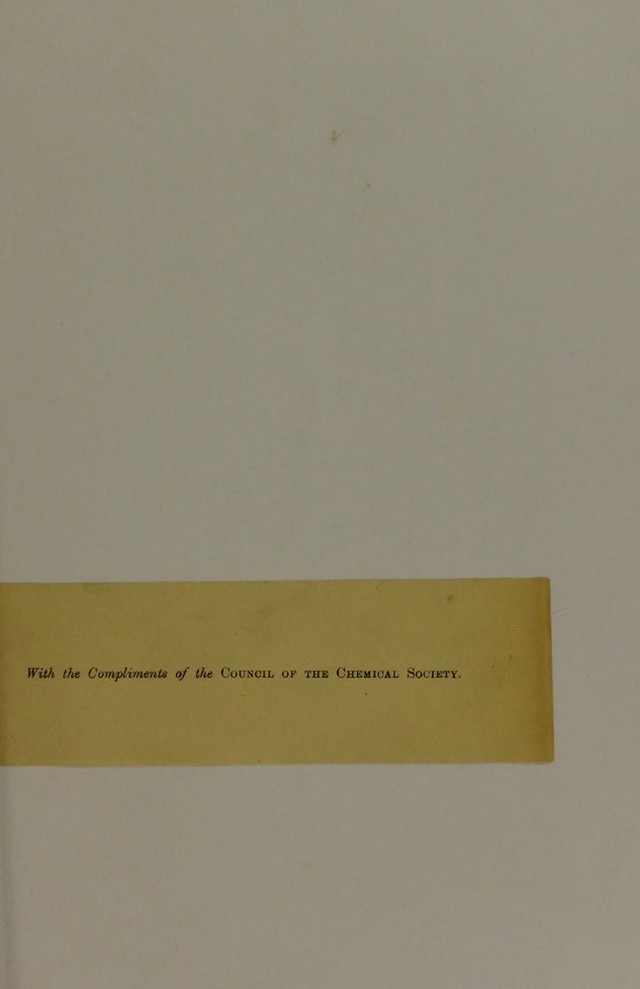 With the Compliments of the COUNCIL OF THE CHEMICAL SOCIETY.